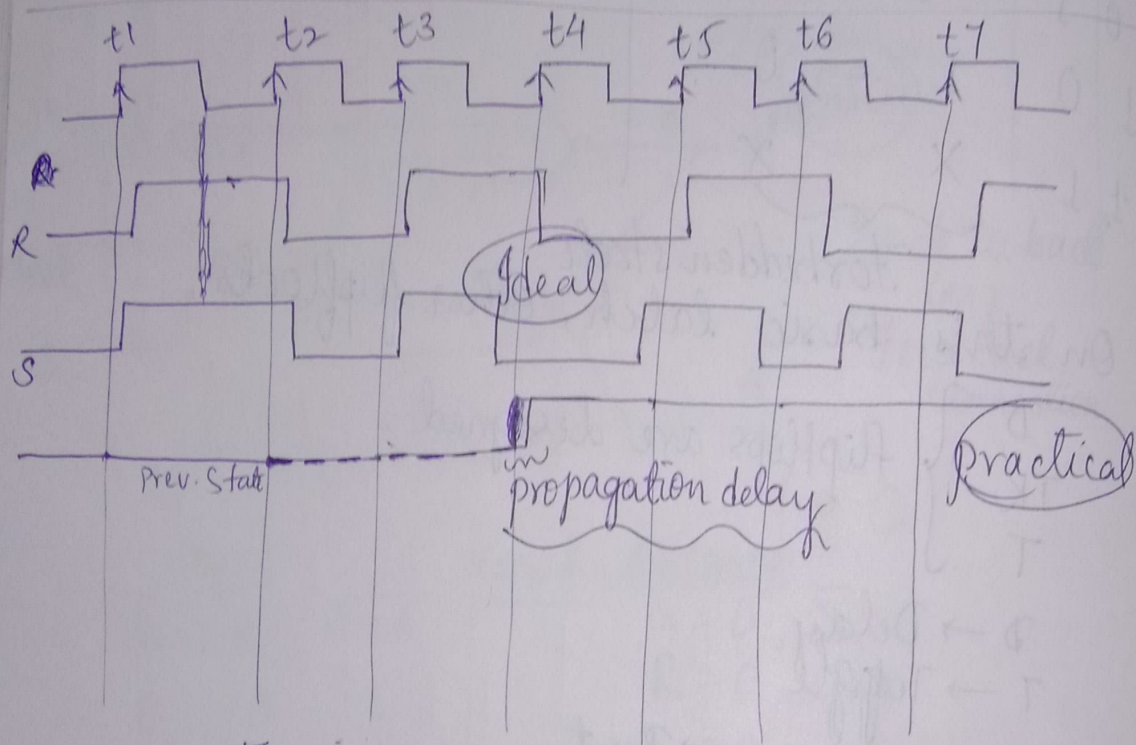 t1 t2 t3 t4 t5 t6 t7
R
Ideal
S
Prev. State
propagation delay
Practical